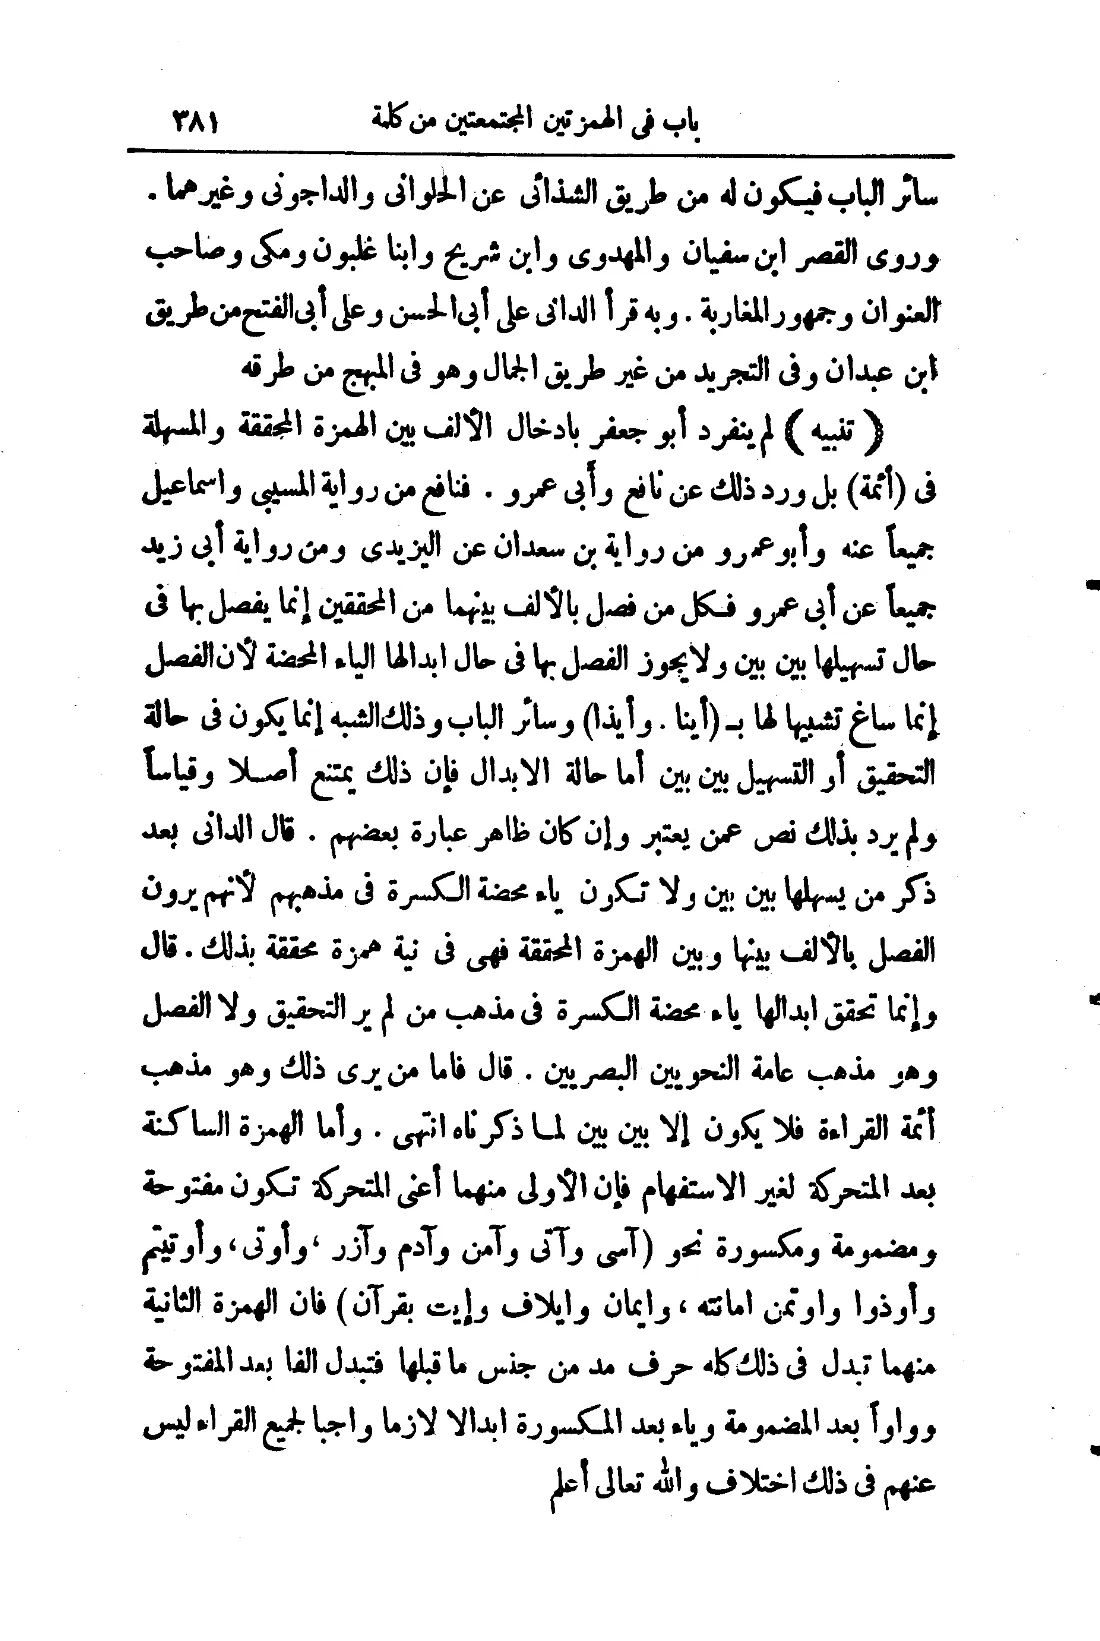 باب فى الهمزتين المجتمعتين من كلمة ٣٨١
سائر الباب فيكون له من طريق الشذائى عن الحلوانى والداجونى وغيرهما .
وروى القصر ابن سفيان والمهدوى وابن شريح وابنا غلبون ومكى وصاحب
العنوان وجمهور المغاربة . وبه قرأ الدانى على أبى الحسن وعلى أبى الفتح من طريق
ابن عبدان وفى التجريد من غير طريق الجمال وهو فى المبهج من طرقه
( تنبيه ) لم ينفرد أبو جعفر بادخال الألف بين الهمزة المحققة والمسهلة
فى (أئمة) بل ورد ذلك عن نافع وأبى عمرو . فنافع من رواية المسيبى واسماعيل
جميعاً عنه وأبو عمرو من رواية بن سعدان عن اليزيدى ومن رواية أبى زيد
جميعاً عن أبى عمرو فكل من فصل بالألف بينهما من المحققين إنما يفصل بها فى
حال تسهيلها بين بين ولا يجوز الفصل بها فى حال ابدالها الياء المحضة لأن الفصل
إنما ساغ تشبيها لها بـ (أينا . وأيذا) وسائر الباب وذلك الشبه إنما يكون فى حالة
التحقيق أو التسهيل بين بين أما حالة الابدال فإن ذلك يمتنع أصلا وقياساً
ولم يرد بذلك نص عمن يعتبر وإن كان ظاهر عبارة بعضهم . قال الدانى بعد
ذكر من يسهلها بين بين ولا تكون ياء محضة الكسرة فى مذهبهم لأنهم يرون
الفصل بالألف بينها وبين الهمزة المحققة فهى فى نية همزة محققة بذلك . قال
وإنما تحقق ابدالها ياء محضة الكسرة فى مذهب من لم ير التحقيق ولا الفصل
وهو مذهب عامة النحويين البصريين . قال فاما من يرى ذلك وهو مذهب
أئمة القراءة فلا يكون إلا بين بين لما ذكرناه انتهى . وأما الهمزة الساكنة
بعد المتحركة لغير الاستفهام فإن الأولى منهما أعنى المتحركة تكون مفتوحة
ومضمومة ومكسورة نحو (آسى وآتى وآمن وآدم وآزر ، وأوتى، وأوتيتم
وأوذوا واوتمن امانته ، وايمان وايلاف وإيت بقرآن) فان الهمزة الثانية
منهما تبدل فى ذلك كله حرف مد من جنس ما قبلها فتبدل الفا بعد المفتوحة
وواواً بعد المضمومة وياء بعد المكسورة ابدالا لازما واجبا لجميع القراء ليس
عنهم فى ذلك اختلاف والله تعالى أعلم